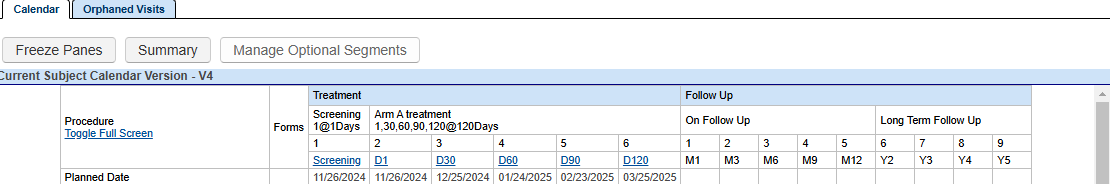 Calendar Orphaned Visits
Freeze Panes Summary Manage Optional Segments
Current Subject Calendar Version - V4
Treatment Follow Up
Procedure
Toggle Full Screen
Forms
Screening
1@1Days
Arm A treatment
1,30,60,90,120@120Days
On Follow Up Long Term Follow Up
1 2 3 4 5 6 1 2 3 4 5 6 7 8 9
Screening D1 D30 D60 D90 D120 M1 M3 M6 M9 M12 Y2 Y3 Y4 Y5
Planned Date 11/26/2024 11/26/2024 12/25/2024 01/24/2025 02/23/2025 03/25/2025